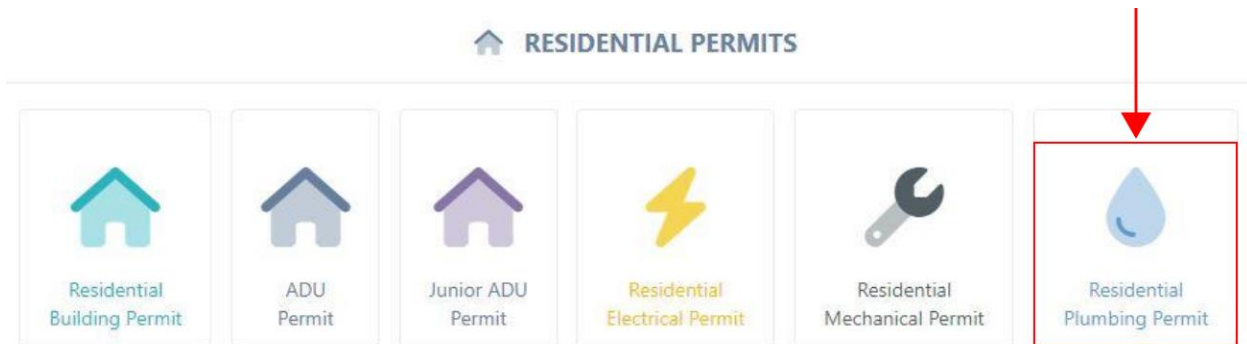 RESIDENTIAL PERMITS
Residential
Building Permit
ADU
Permit
Junior ADU
Permit
Residential
Electrical Permit
Residential
Mechanical Permit
Residential
Plumbing Permit